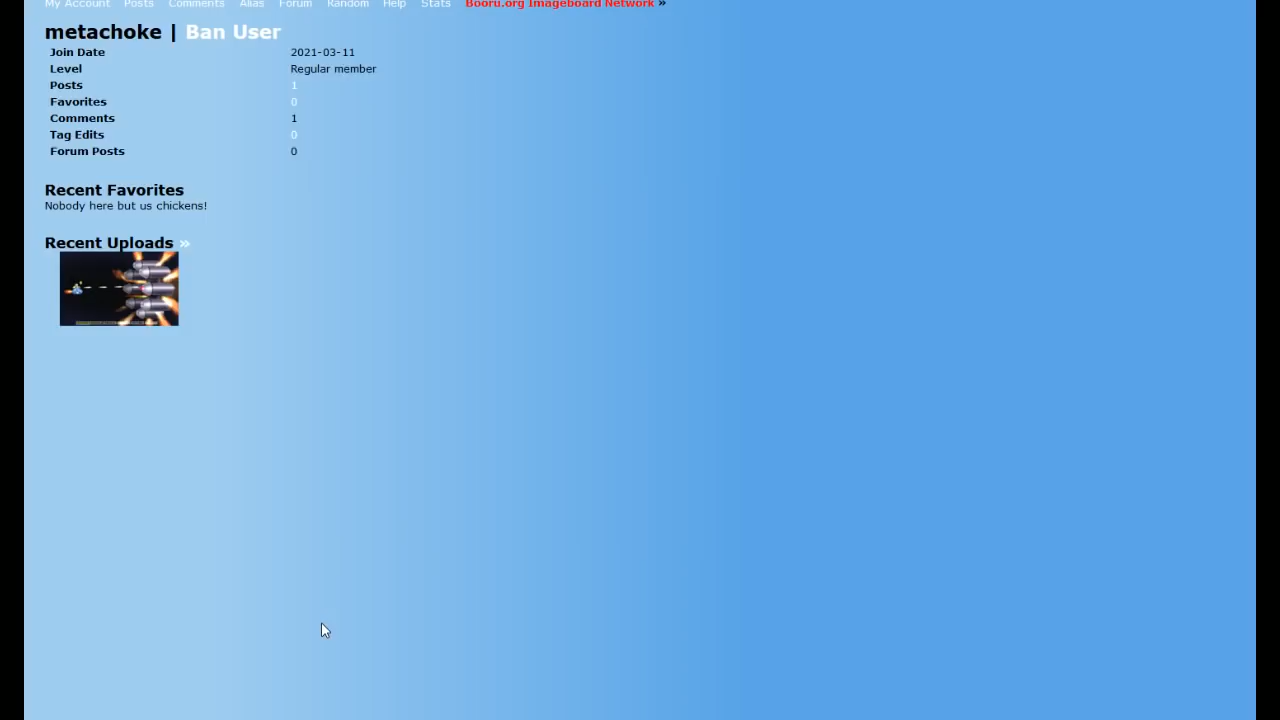 My Account Posts Comments Alias Forum Random Help Stats Booru.org Imageboard Network »
metachoke | Ban User
Join Date 2021-03-11
Level Regular member
Posts 1
Favorites 0
Comments 1
Tag Edits 0
Forum Posts 0
Recent Favorites
Nobody here but us chickens!
Recent Uploads »